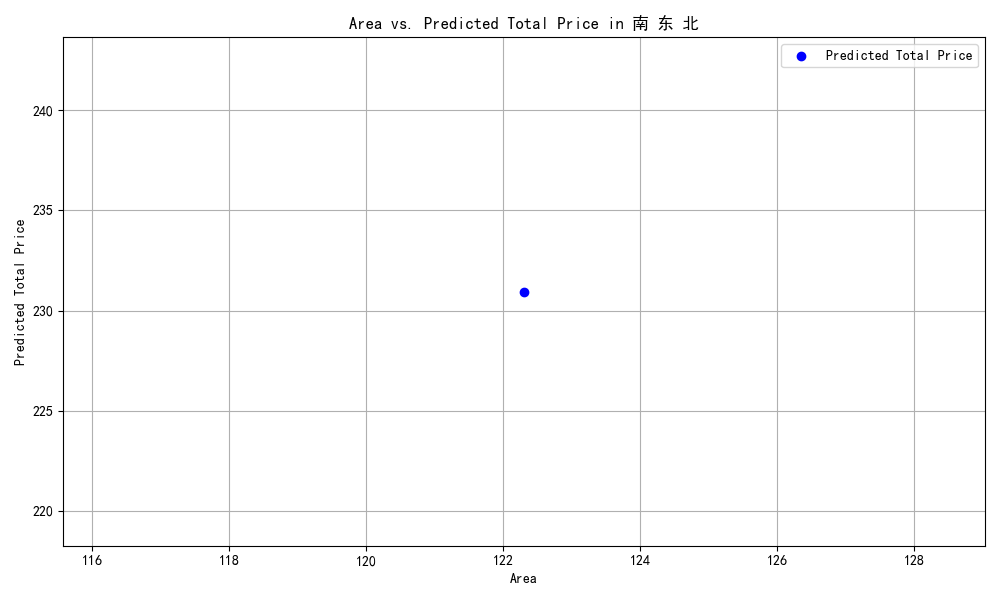 Area vs. Predicted Total Price in 南 东 北
Predicted Total Price
240
235
230
225
220
Predicted Total Price
116 118 120 122 124 126 128
Area